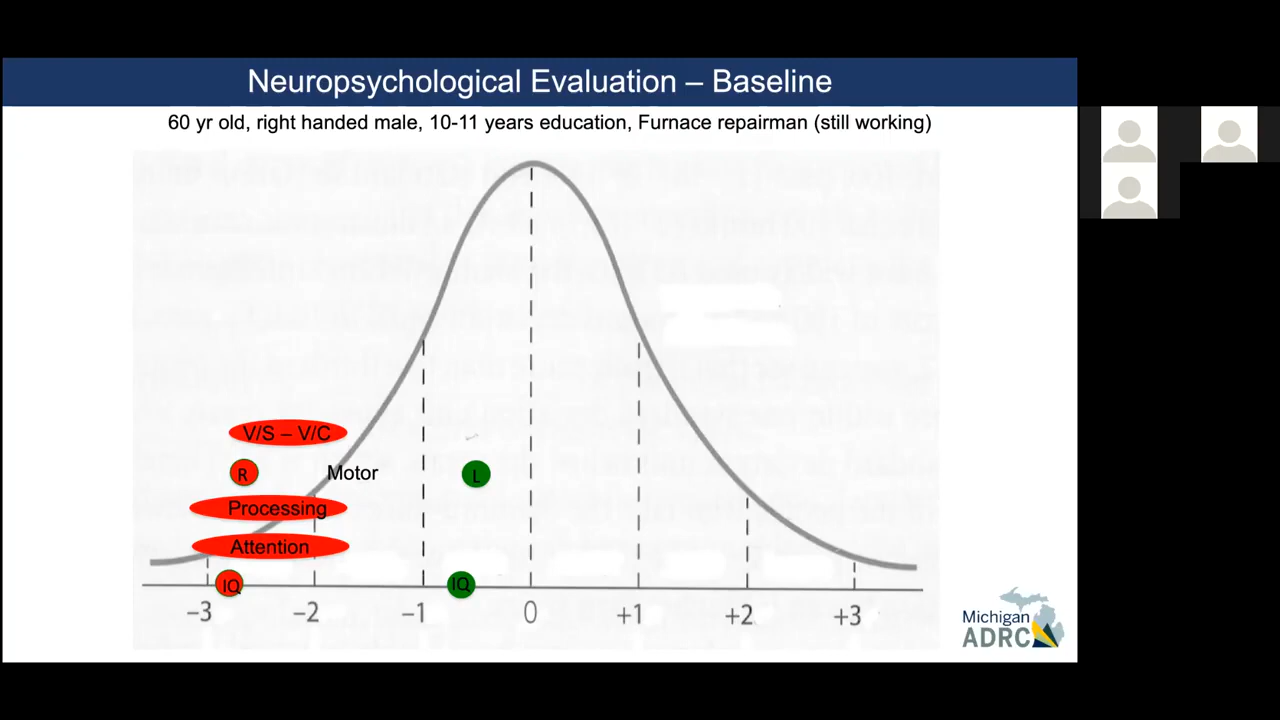 Neuropsychological Evaluation – Baseline
60 yr old, right handed male, 10-11 years education, Furnace repairman (still working)
V/S – V/C
R Motor L
Processing
Attention
IQ IQ
–3 –2 –1 0 +1 +2 +3
Michigan
ADRC